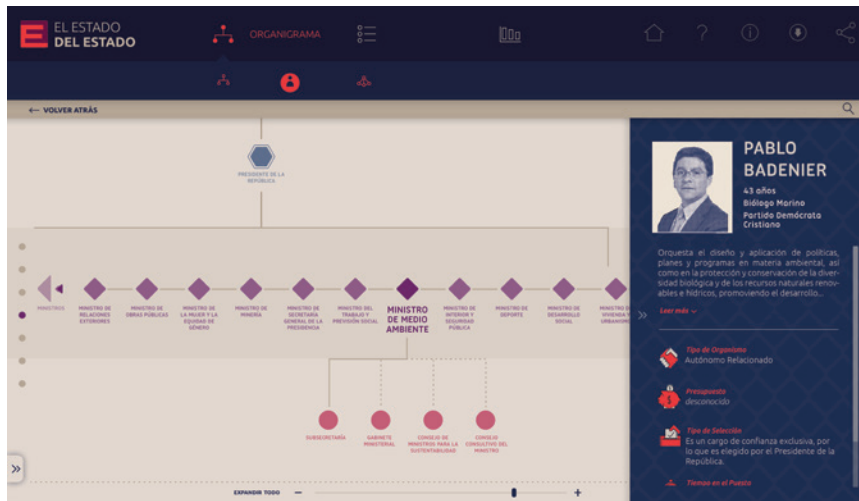 EL ESTADO
DEL ESTADO
ORGANIGRAMA
← VOLVER ATRÁS
PRESIDENTE DE LA
REPÚBLICA
MINISTROS
MINISTRO DE
RELACIONES
EXTERIORES
MINISTRO DE
OBRAS PÚBLICAS
MINISTRO DE
LA MUJER Y LA
EQUIDAD DE
GÉNERO
MINISTRO DE
MINERÍA
MINISTRO DE
SECRETARÍA
GENERAL DE LA
PRESIDENCIA
MINISTRO DEL
TRABAJO Y
PREVISIÓN SOCIAL
MINISTRO
DE MEDIO
AMBIENTE
MINISTRO DE
INTERIOR Y
SEGURIDAD
PÚBLICA
MINISTRO DE
DEPORTE
MINISTRO DE
DESARROLLO
SOCIAL
MINISTRO D
VIVIENDA Y
URBANISM
SUBSECRETARÍA
GABINETE
MINISTERIAL
CONSEJO DE
MINISTROS PARA LA
SUSTENTABILIDAD
CONSEJO
CONSULTIVO DEL
MINISTRO
EXPANDIR TODO
PABLO
BADENIER
43 años
Biólogo Marino
Partido Demócrata
Cristiano
Orquesta el diseño y aplicación de políticas,
planes y programas en materia ambiental, así
como en la protección y conservación de la diver-
sidad biológica y de los recursos naturales renov-
ables e hídricos, promoviendo el desarrollo...
Leer más
Tipo de Organismo
Autónomo Relacionado
Presupuesto
desconocido
Tipo de Selección
Es un cargo de confianza exclusiva, por
lo que es elegido por el Presidente de la
República.
Tiempo en el Puesto